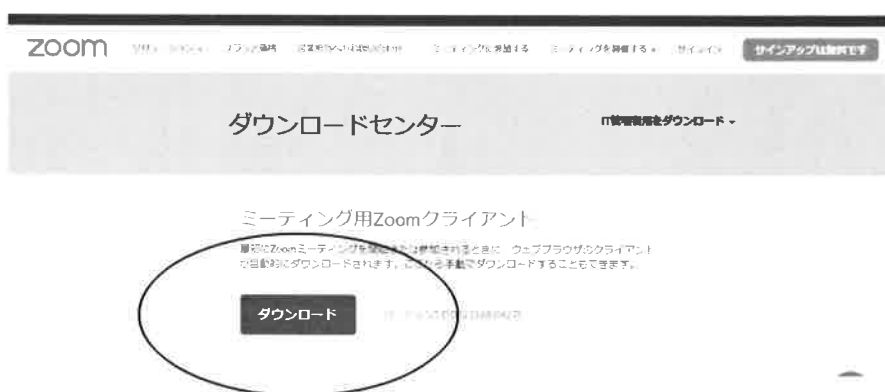 zoom プランと価格 ミーティングに参加する ミーティングを開催する サインイン サインアップは無料です
ダウンロードセンター
IT管理者用をダウンロード
ミーティング用Zoomクライアント
最初にZoomミーティングを開始または参加されるときに、ウェブブラウザのクライアント
が自動的にダウンロードされます。ここから手動でダウンロードすることもできます。
ダウンロード